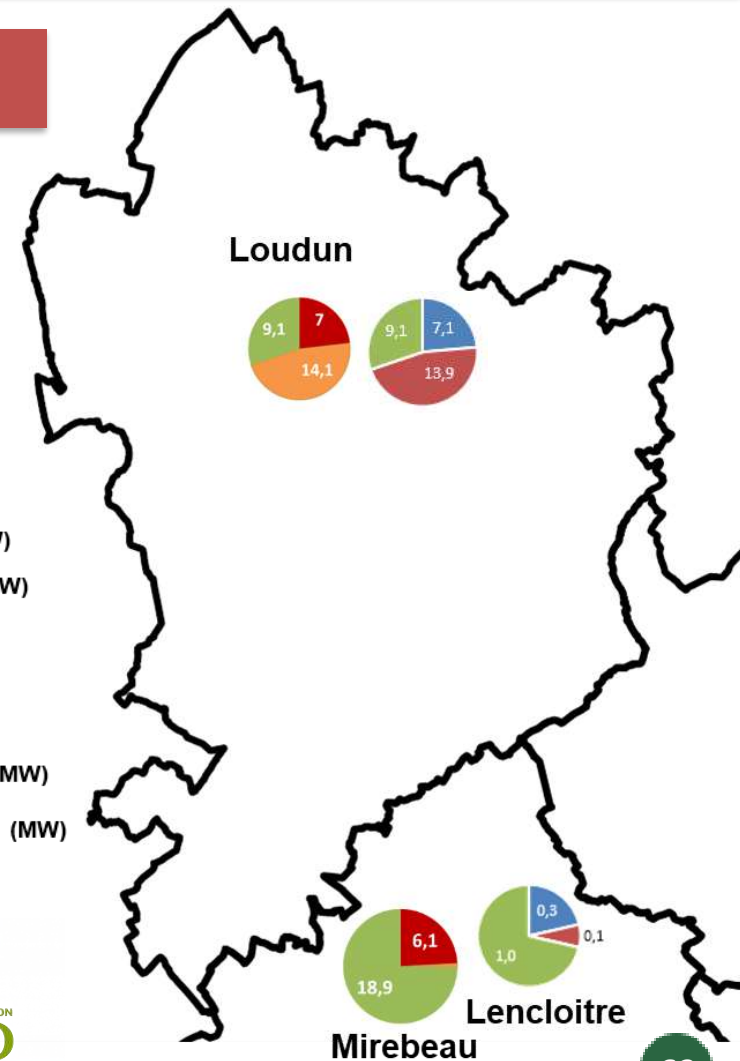 Loudun
9,1
7
14,1
9,1
7,1
13,9
W)
W)
MW)
(MW)
0,3
0,1
1,0
6,1
18,9
Lencloitre
Mirebeau
ON